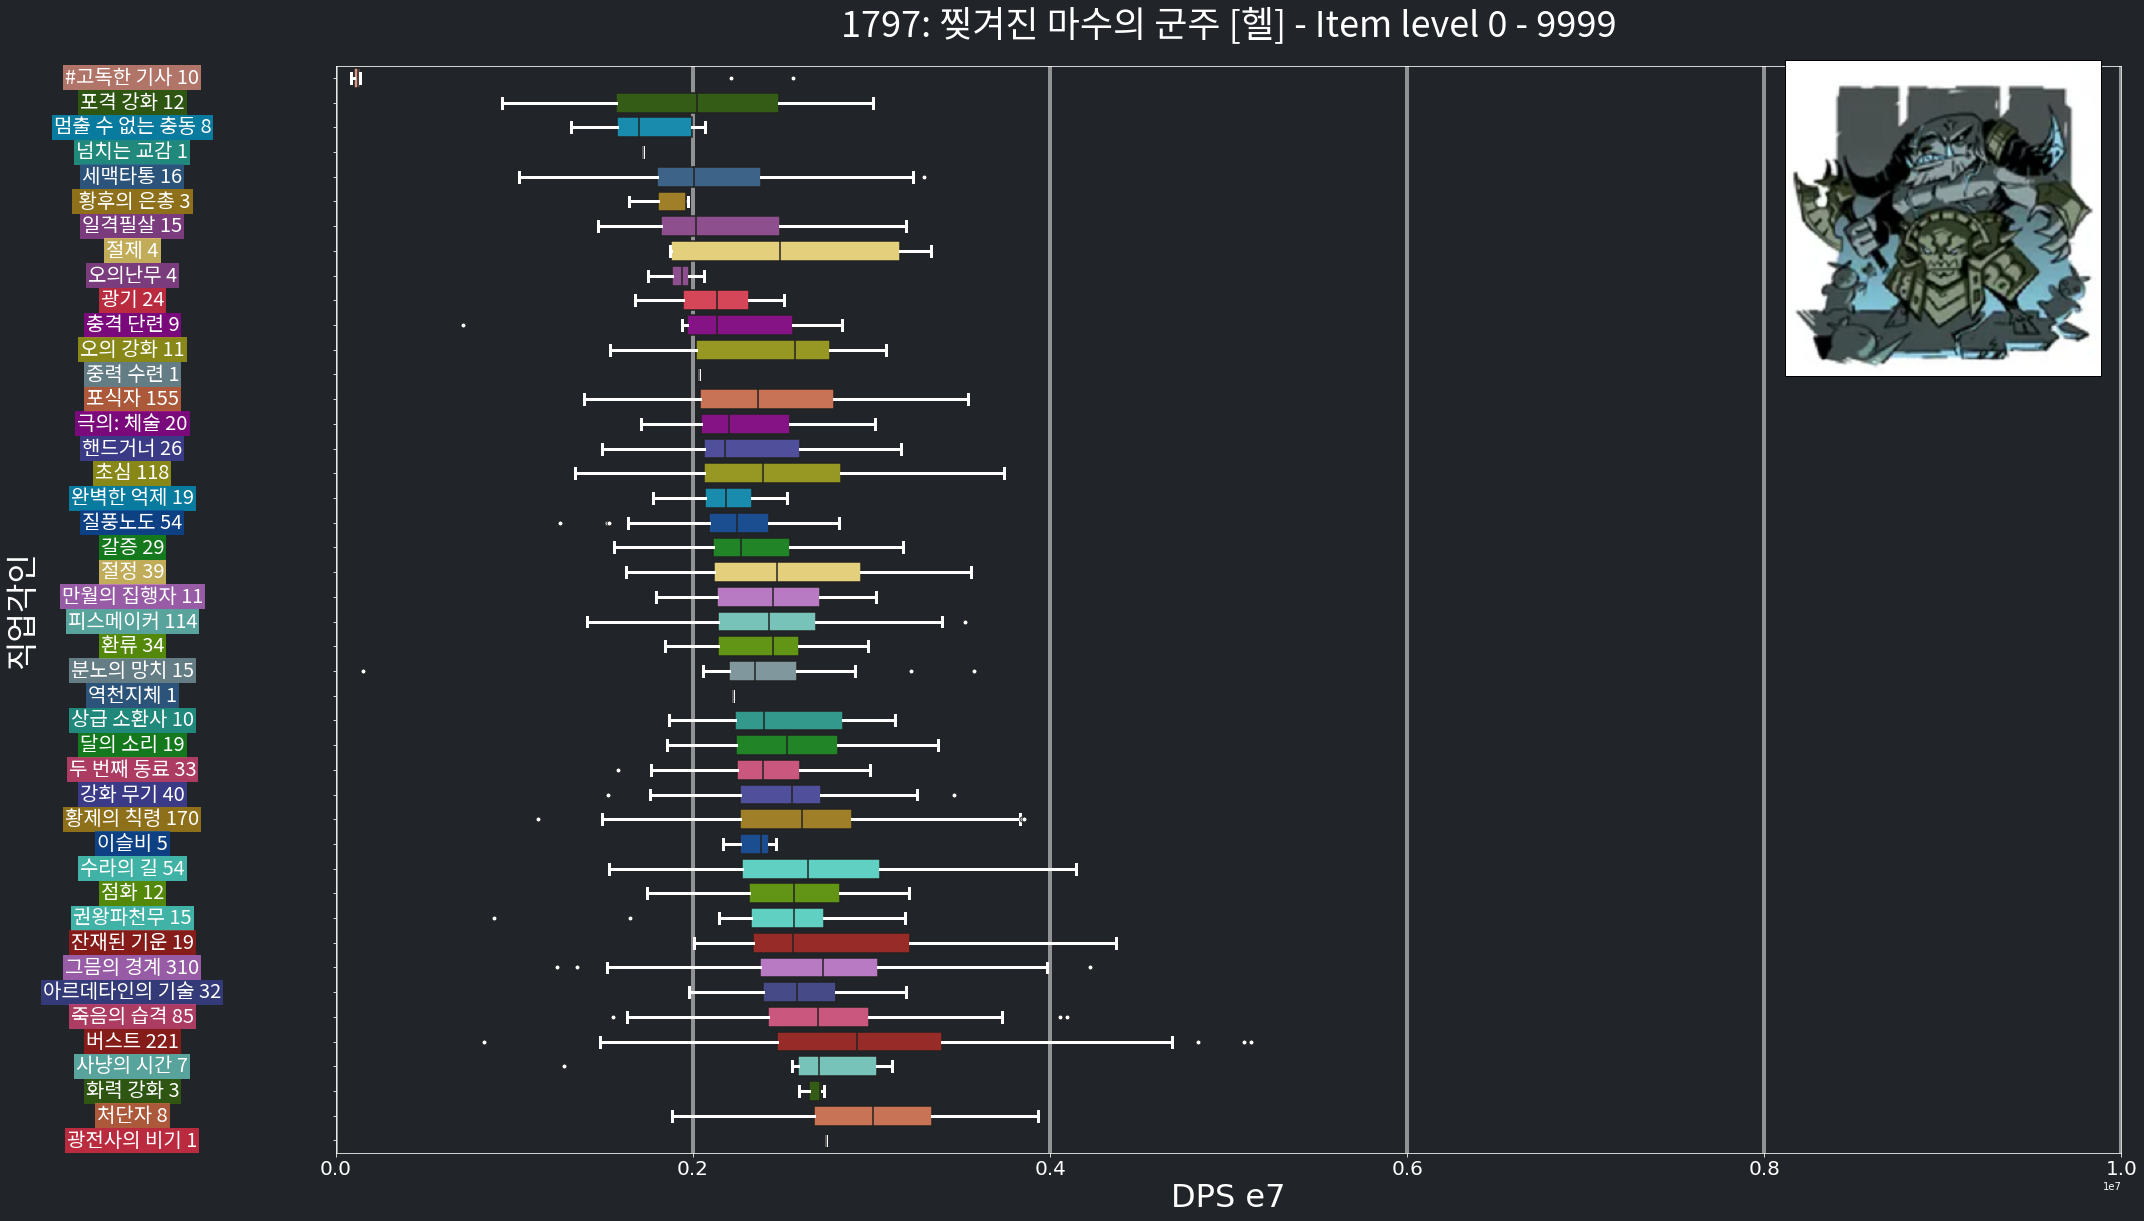 1797: 찢겨진 마수의 군주 [헬] - Item level 0 - 9999
#고독한 기사 10
포격 강화 12
멈출 수 없는 충동 8
넘치는 교감 1
세맥타통 16
황후의 은총 3
일격필살 15
절제 4
오의난무 4
광기 24
충격 단련 9
오의 강화 11
중력 수련 1
포식자 155
극의: 체술 20
핸드거너 26
초심 118
완벽한 억제 19
질풍노도 54
갈증 29
절정 39
만월의 집행자 11
피스메이커 114
환류 34
분노의 망치 15
역천지체 1
상급 소환사 10
달의 소리 19
두 번째 동료 33
강화 무기 40
황제의 칙령 170
이슬비 5
수라의 길 54
점화 12
권왕파천무 15
잔재된 기운 19
그믐의 경계 310
아르데타인의 기술 32
죽음의 습격 85
버스트 221
사냥의 시간 7
화력 강화 3
처단자 8
광전사의 비기 1
직업각인
0.0 0.2 0.4 0.6 0.8 1.0
1e7
DPS e7